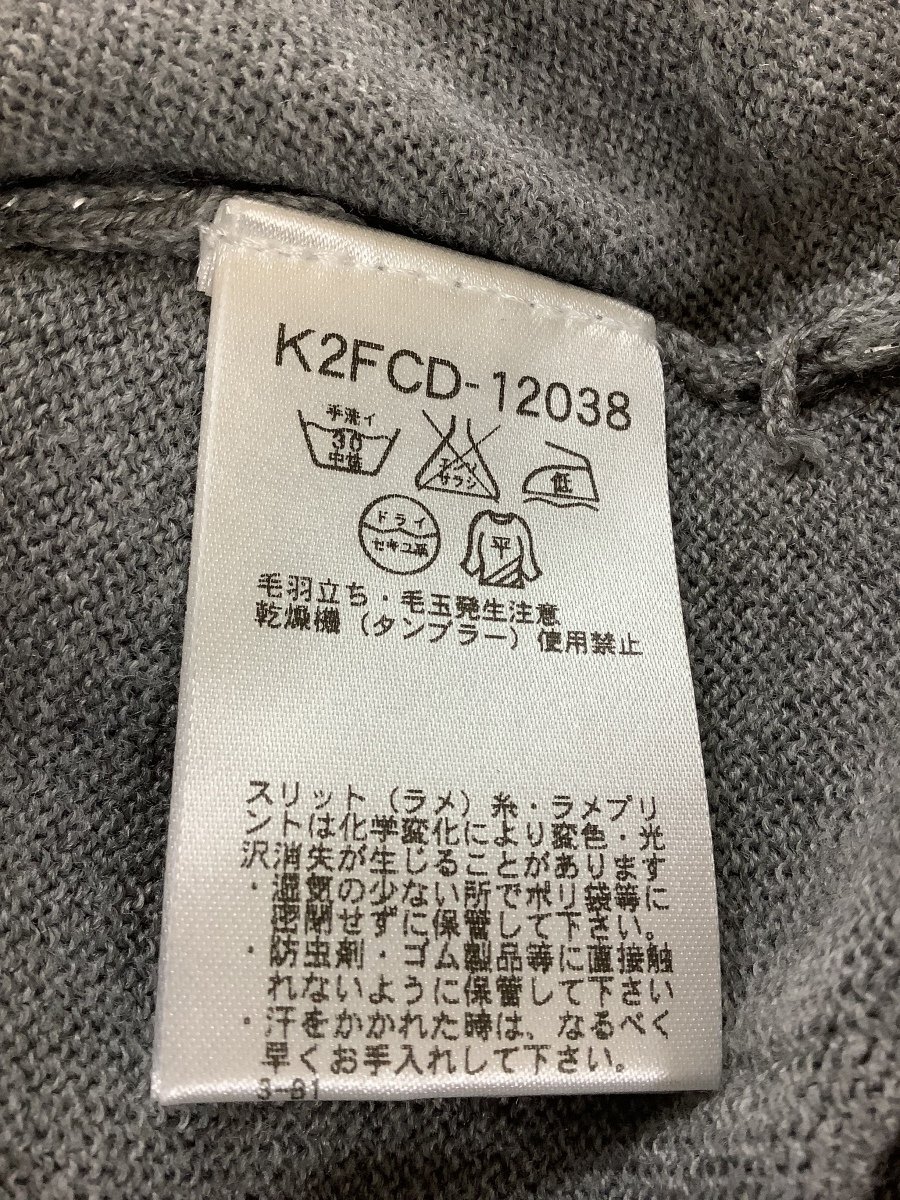 K2FCD-12038
手洗イ
30
中性
エンソ
サラシ
低
ドライ
セキユ系
平
毛羽立ち・毛玉発生注意
乾燥機（タンブラー）使用禁止
スリット（ラメ）糸・ラメプリ
ントは化学変化により変色・光
沢消失が生じることがあります
・湿気の少ない所でポリ袋等に
密閉せずに保管して下さい。
・防虫剤・ゴム製品等に直接触
れないように保管して下さい
・汗をかかれた時は、なるべく
早くお手入れして下さい。
3-B1